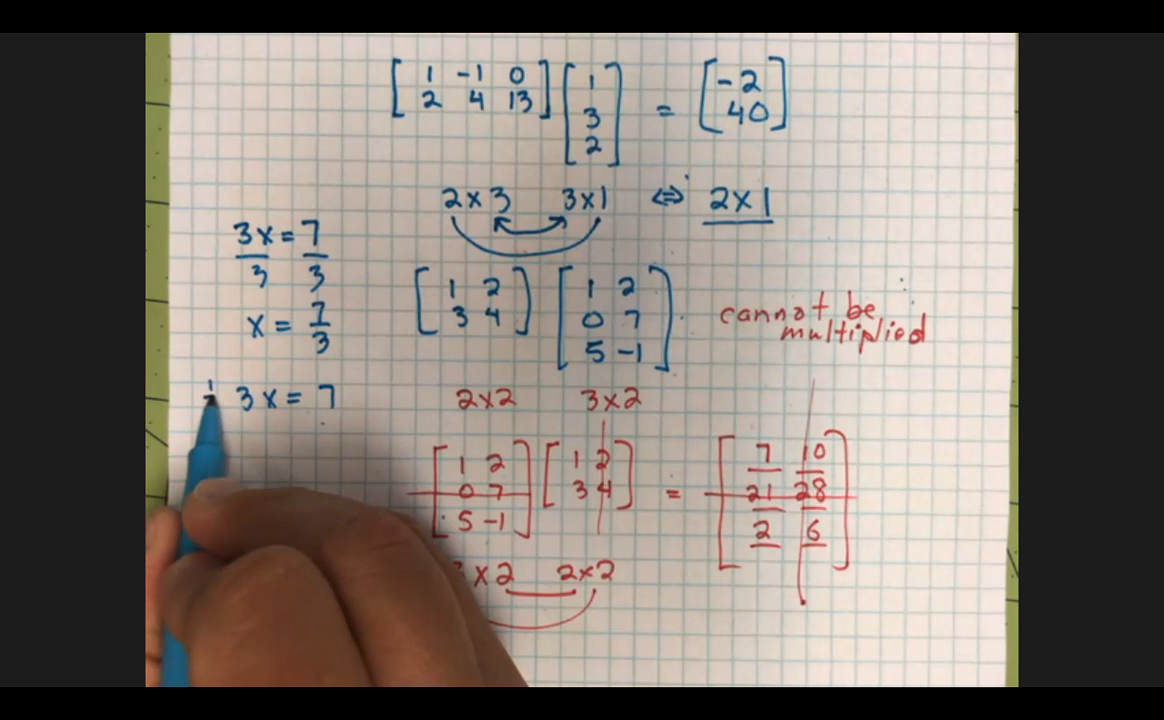 [ 1 -1 0 ] [ 1 ] = [ -2 ]
[ 2 4 13 ] [ 3 ] [ 40 ]
[ 2 ]
2×3 3×1 ⇔ 2×1
3x = 7
3 3
x = 7
3
[ 1 2 ] [ 1 2 ]
[ 3 4 ] [ 0 7 ]
[ 5 -1 ]
cannot be
multiplied
2×2 3×2
3x = 7
[ 1 2 ] [ 1 2 ] = [ 7 10 ]
[ 0 7 ] [ 3 4 ] [ 21 28 ]
[ 5 -1 ] [ 2 6 ]
×2 2×2